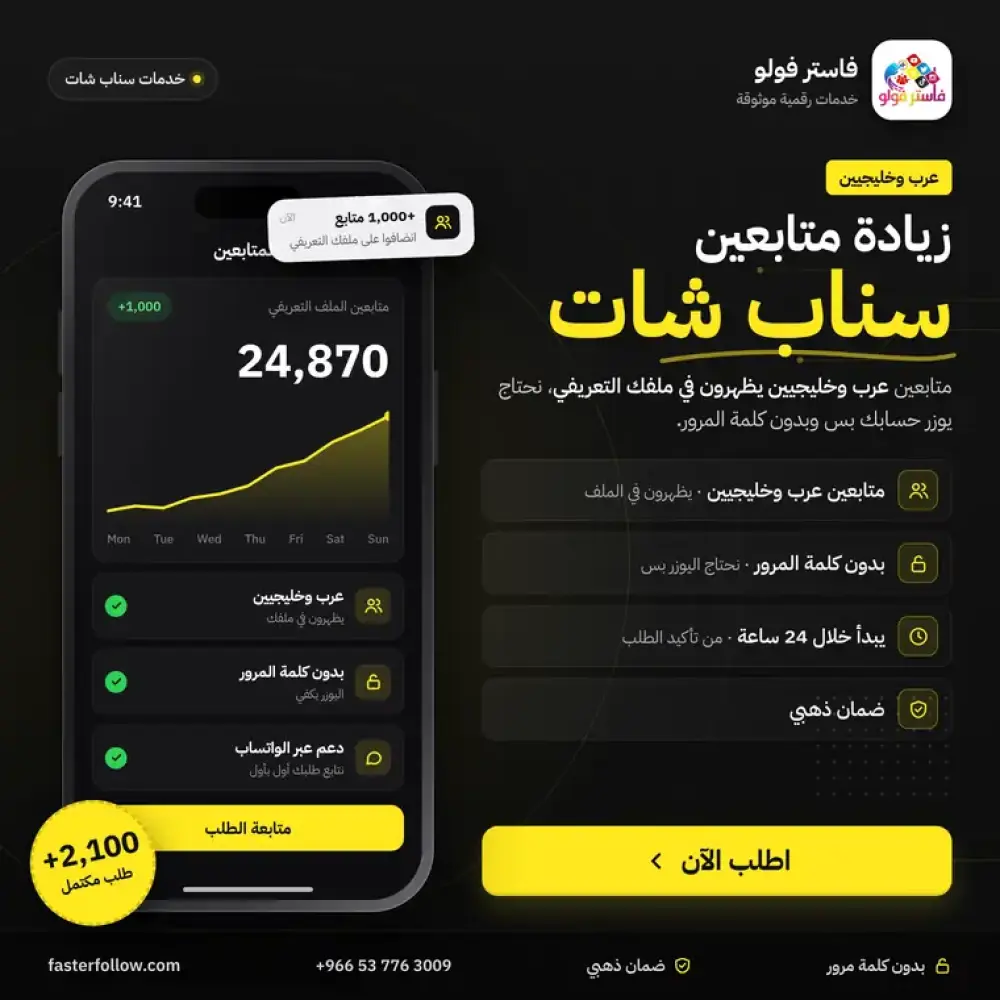 فاستر فولو
فاستر فولو
خدمات رقمية موثوقة
خدمات سناب شات
عرب وخليجيين
زيادة متابعين
سناب شات
متابعين عرب وخليجيين يظهرون في ملفك التعريفي، نحتاج
يوزر حسابك بس وبدون كلمة المرور.
متابعين عرب وخليجيين · يظهرون في الملف
بدون كلمة المرور · نحتاج اليوزر بس
يبدأ خلال 24 ساعة · من تأكيد الطلب
ضمان ذهبي
اطلب الآن
9:41
+1,000 متابع
الآن
انضافوا على ملفك التعريفي
لمتابعين
متابعين الملف التعريفي
+1,000
24,870
Mon Tue Wed Thu Fri Sat Sun
عرب وخليجيين
يظهرون في ملفك
بدون كلمة المرور
اليوزر يكفي
دعم عبر الواتساب
نتابع طلبك أول بأول
متابعة الطلب
+2,100
طلب مكتمل
بدون كلمة مرور
ضمان ذهبي
+966 53 776 3009
fasterfollow.com